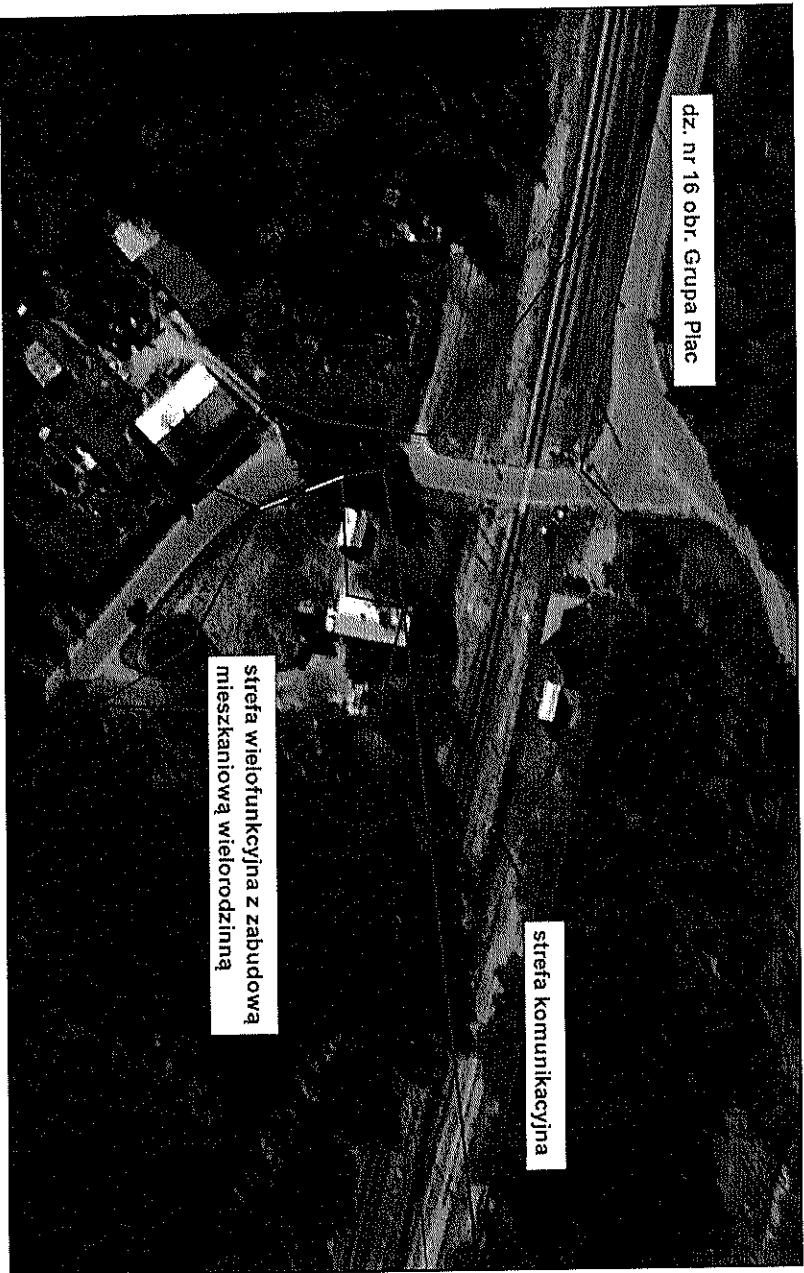 dz. nr 16 obr. Grupa Plac
strefa komunikacyjna
strefa wielofunkcyjna z zabudową
mieszkaniową wielorodzinną